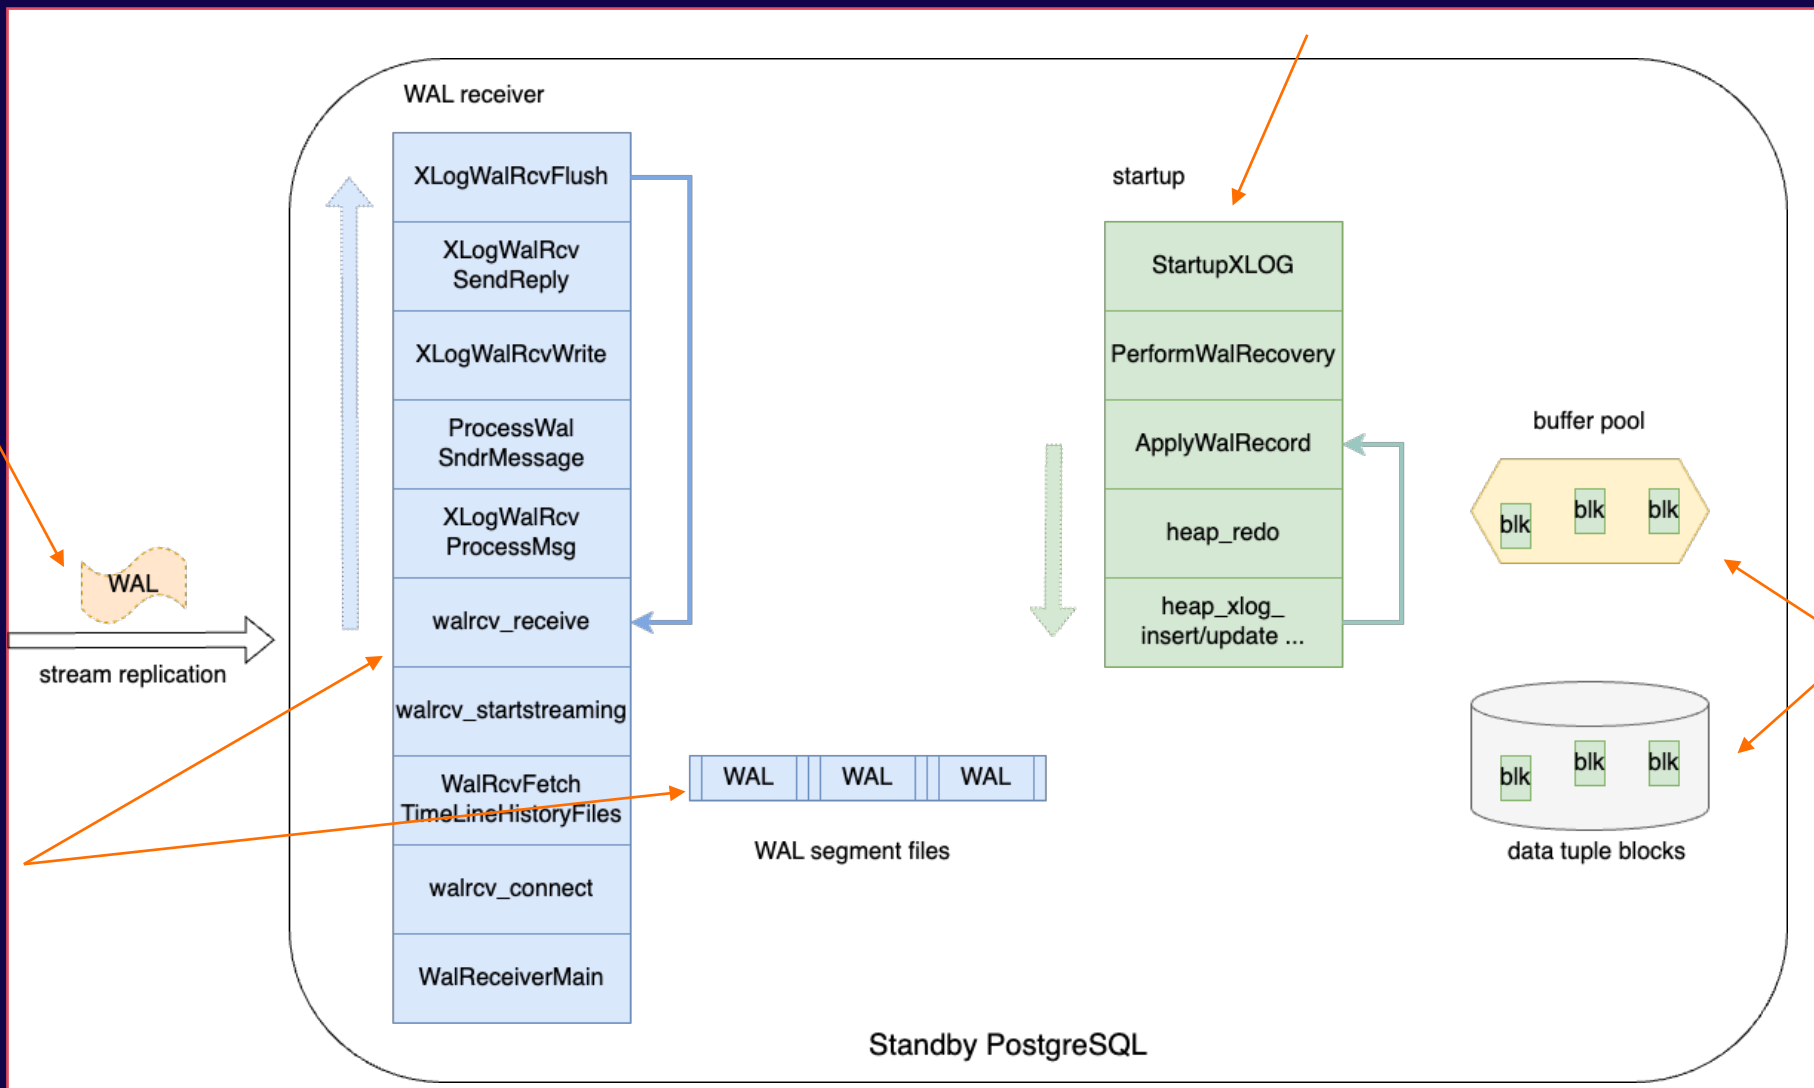 WAL receiver
XLogWalRcvFlush
XLogWalRcv
SendReply
XLogWalRcvWrite
ProcessWal
SndrMessage
XLogWalRcv
ProcessMsg
walrcv_receive
walrcv_startstreaming
WalRcvFetch
TimeLineHistoryFiles
walrcv_connect
WalReceiverMain
WAL
stream replication
WAL
WAL
WAL
WAL segment files
startup
StartupXLOG
PerformWalRecovery
ApplyWalRecord
heap_redo
heap_xlog_
insert/update ...
buffer pool
blk
blk
blk
blk
blk
blk
data tuple blocks
Standby PostgreSQL